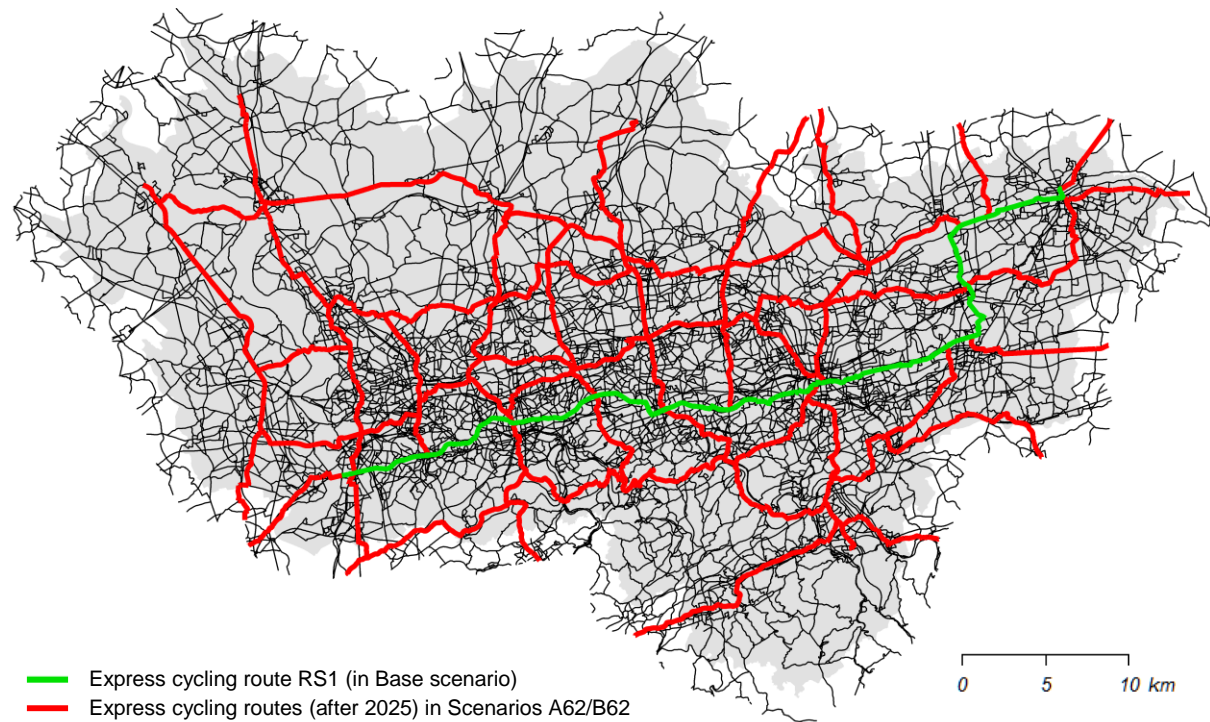 Express cycling route RS1 (in Base scenario)
Express cycling routes (after 2025) in Scenarios A62/B62
0 5 10 km